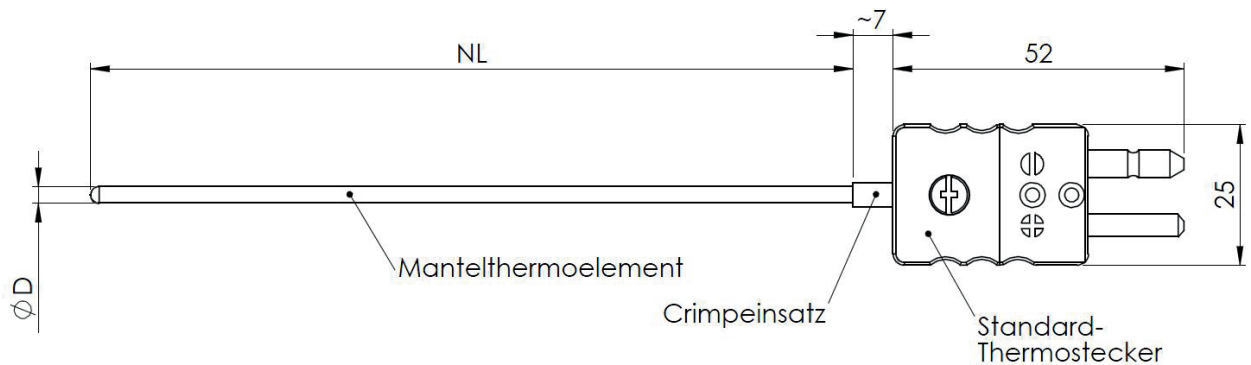 ~7
NL
52
25
ØD
Mantelthermoelement
Crimpeinsatz
Standard-
Thermostecker